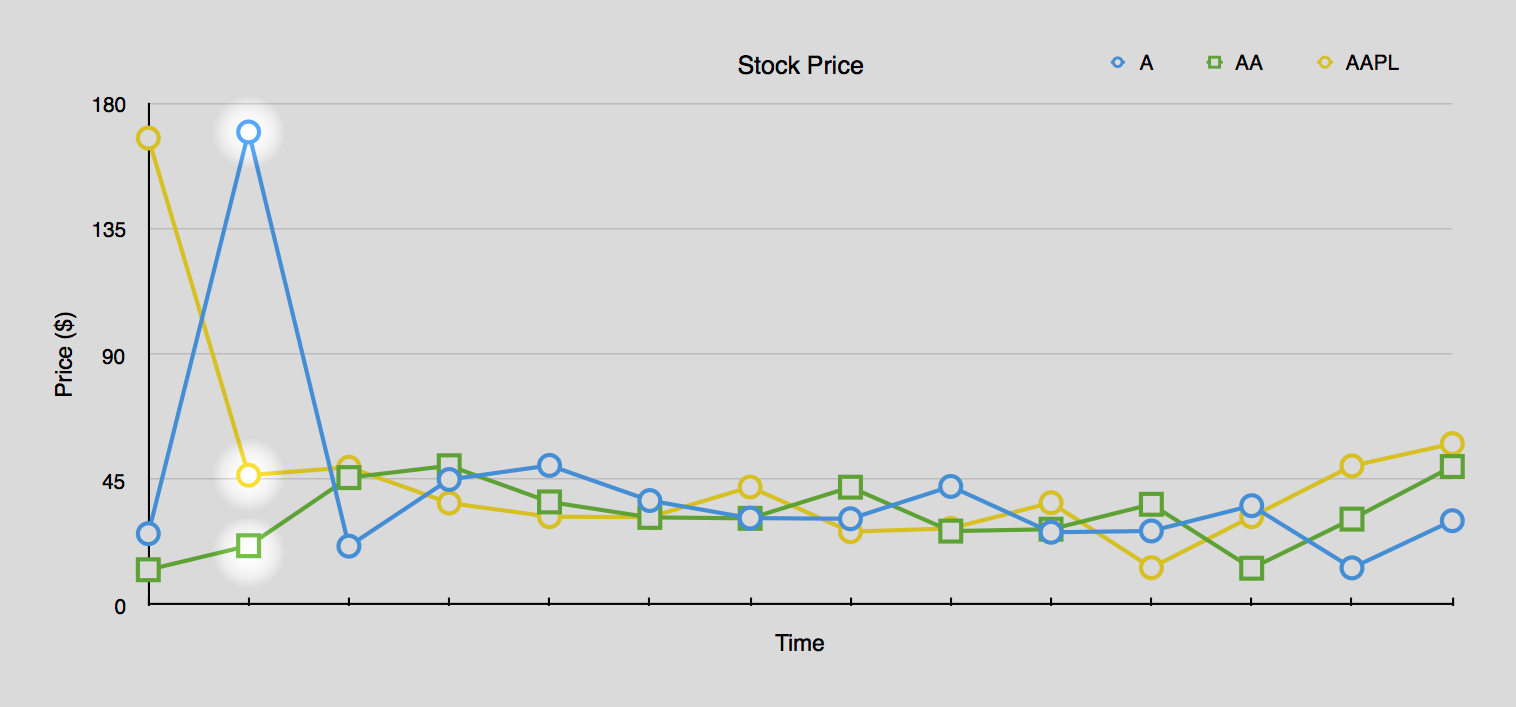 Stock Price
A AA AAPL
180
135
90
45
0
Price ($)
Time